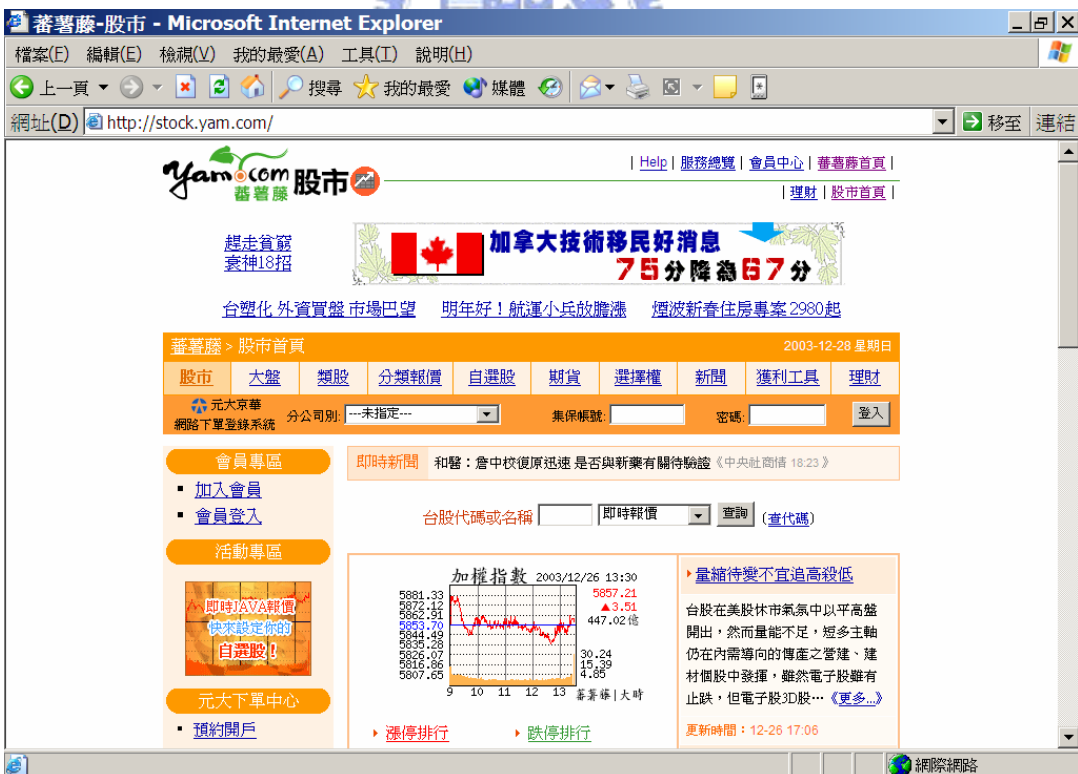 蕃薯藤-股市 - Microsoft Internet Explorer
檔案(F) 編輯(E) 檢視(V) 我的最愛(A) 工具(T) 說明(H)
上一頁 搜尋 我的最愛 媒體
網址(D) http://stock.yam.com/ 移至 連結
yam.com 蕃薯藤 股市
| Help | 服務總覽 | 會員中心 | 蕃薯藤首頁 |
| 理財 | 股市首頁 |
趕走貧窮
衰神18招
加拿大技術移民好消息
75分降為67分
台塑化 外資買盤 市場巴望 明年好！航運小兵放膽漲 煙波新春住房專案2980起
蕃薯藤 > 股市首頁 2003-12-28 星期日
股市 大盤 類股 分類報價 自選股 期貨 選擇權 新聞 獲利工具 理財
元大京華
網路下單登錄系統 分公司別: ---未指定--- 集保帳號: 密碼: 登入
會員專區
▪ 加入會員
▪ 會員登入
活動專區
即時JAVA報價
快來設定你的
自選股！
元大下單中心
▪ 預約開戶
即時新聞 和醫：詹中校復原迅速 是否與新藥有關待驗證《中央社商情 18:23》
台股代碼或名稱 即時報價 查詢 (查代碼)
加權指數 2003/12/26 13:30
5881.33
5872.12
5862.91
5853.70
5844.49
5835.28
5826.07
5816.86
5807.65
5857.21
▲3.51
447.02億
30.24
15.39
4.85
9 10 11 12 13 蕃薯藤|大時
漲停排行 跌停排行
量縮待變不宜追高殺低
台股在美股休市氣氛中以平高盤
開出，然而量能不足，短多主軸
仍在內需導向的傳產之營建、建
材個股中發揮，雖然電子股雖有
止跌，但電子股3D股…《更多...》
更新時間：12-26 17:06
網際網路